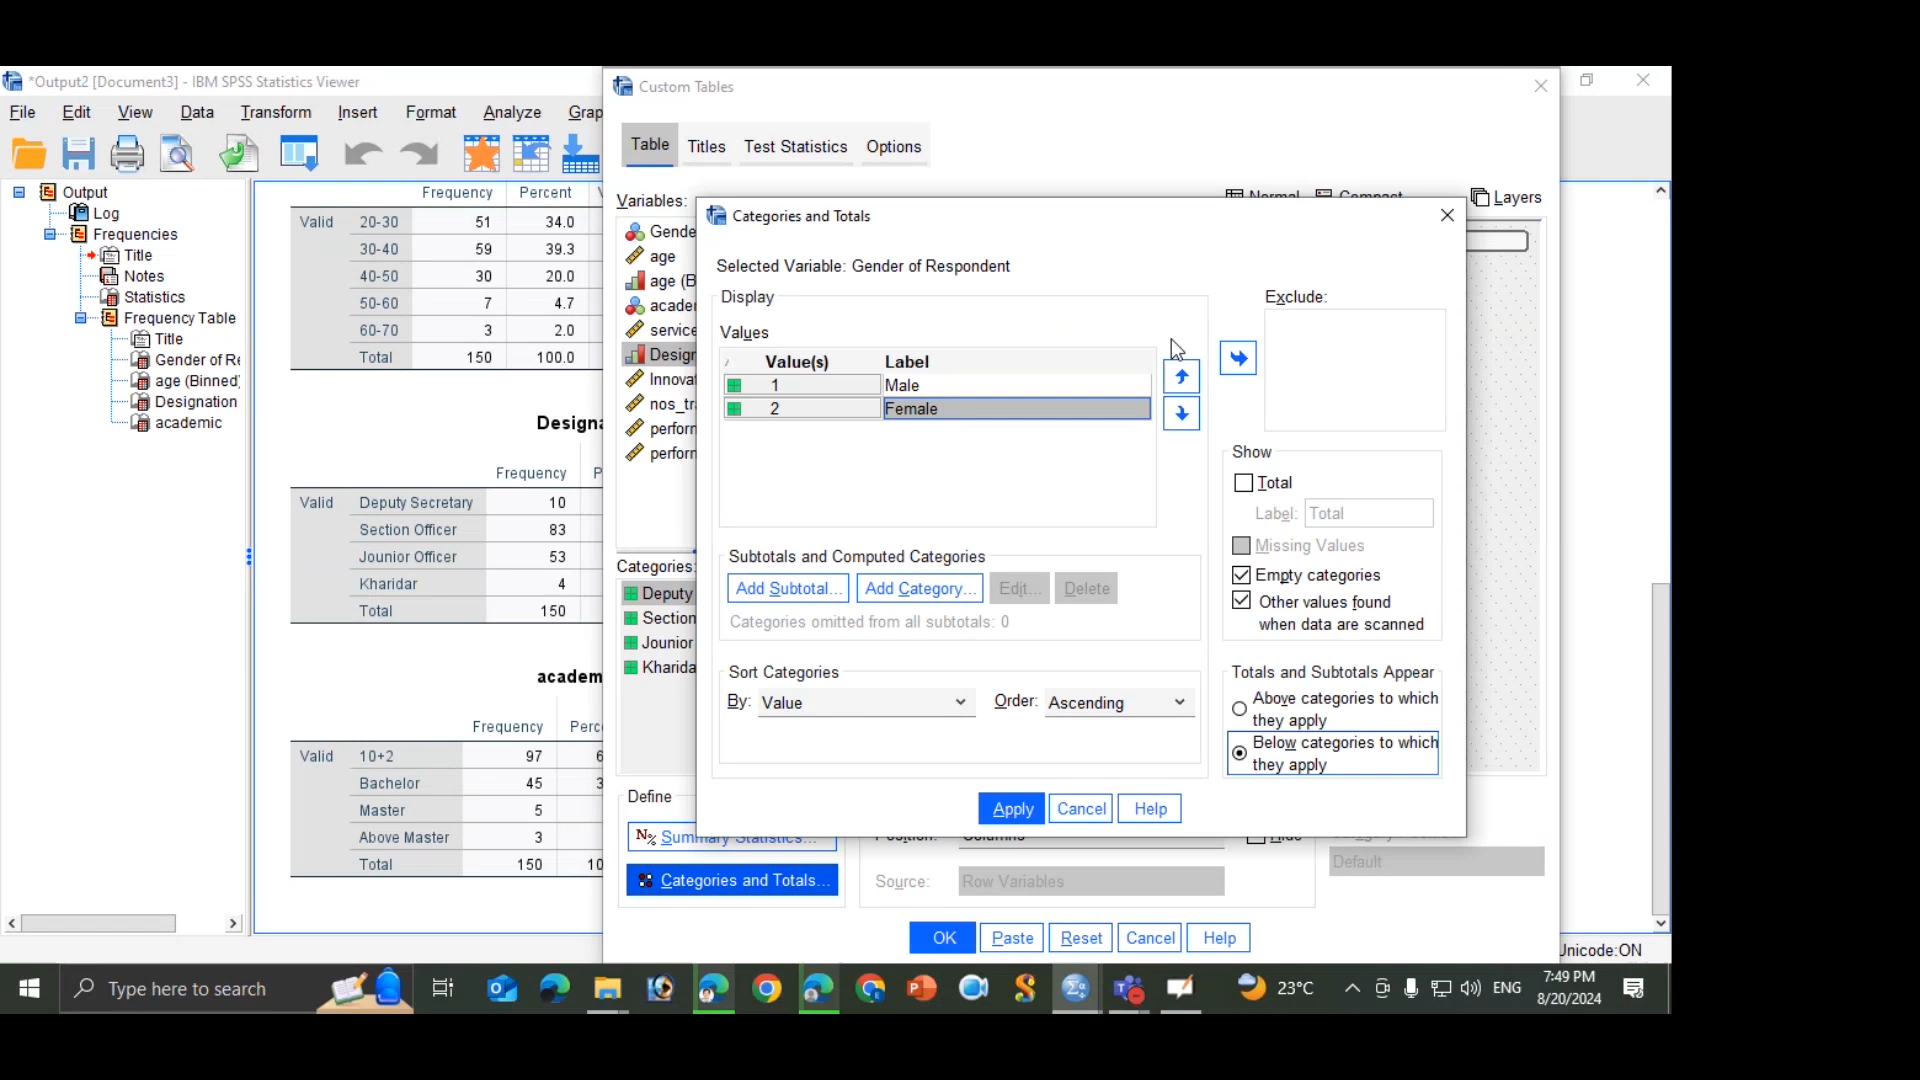 *Output2 [Document3] - IBM SPSS Statistics Viewer
File Edit View Data Transform Insert Format Analyze
Output
Log
Frequencies
Title
Notes
Statistics
Frequency Table
Title
Gender of
age (Binned)
Designation
academic
Frequency Percent
Valid 20-30 51 34.0
30-40 59 39.3
40-50 30 20.0
50-60 7 4.7
60-70 3 2.0
Total 150 100.0
Frequency
Valid Deputy Secretary 10
Section Officer 83
Jounior Officer 53
Kharidar 4
Total 150
Frequency
Valid 10+2 97
Bachelor 45
Master 5
Above Master 3
Total 150
Custom Tables
Table Titles Test Statistics Options
Variables: Normal Compact Layers
age
Categories:
Deputy
Section
Jounior
Define
Summary Statistics...
Categories and Totals...
Position: Columns Hide
Source: Row Variables
Default
OK Paste Reset Cancel Help
Categories and Totals
Selected Variable: Gender of Respondent
Display
Values
Value(s) Label
1 Male
2 Female
Subtotals and Computed Categories
Add Subtotal... Add Category... Edit... Delete
Categories omitted from all subtotals: 0
Sort Categories
By: Value Order: Ascending
Exclude:
Show
Total
Label: Total
Missing Values
Empty categories
Other values found
when data are scanned
Totals and Subtotals Appear
Above categories to which
they apply
Below categories to which
they apply
Apply Cancel Help
Unicode:ON
Type here to search
23°C
ENG
7:49 PM
8/20/2024